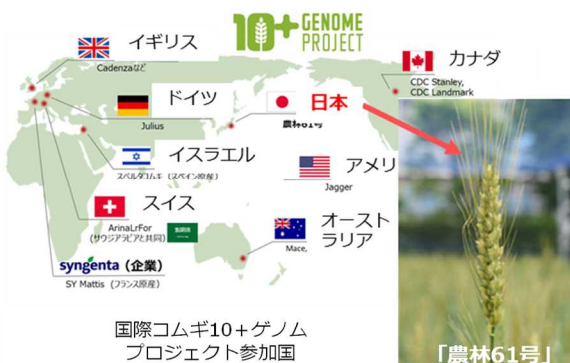 10+ GENOME
PROJECT
イギリス
Cadenzaなど
カナダ
CDC Stanley,
CDC Landmark
ドイツ
Julius
日本
農林61号
イスラエル
スペルタコムギ (スペイン原産)
アメリ
Jagger
スイス
ArinaLrFor
(サウジアラビアと共同)
オースト
ラリア
Mace,
syngenta (企業)
SY Mattis (フランス原産)
国際コムギ10+ゲノム
プロジェクト参加国
「農林61号」